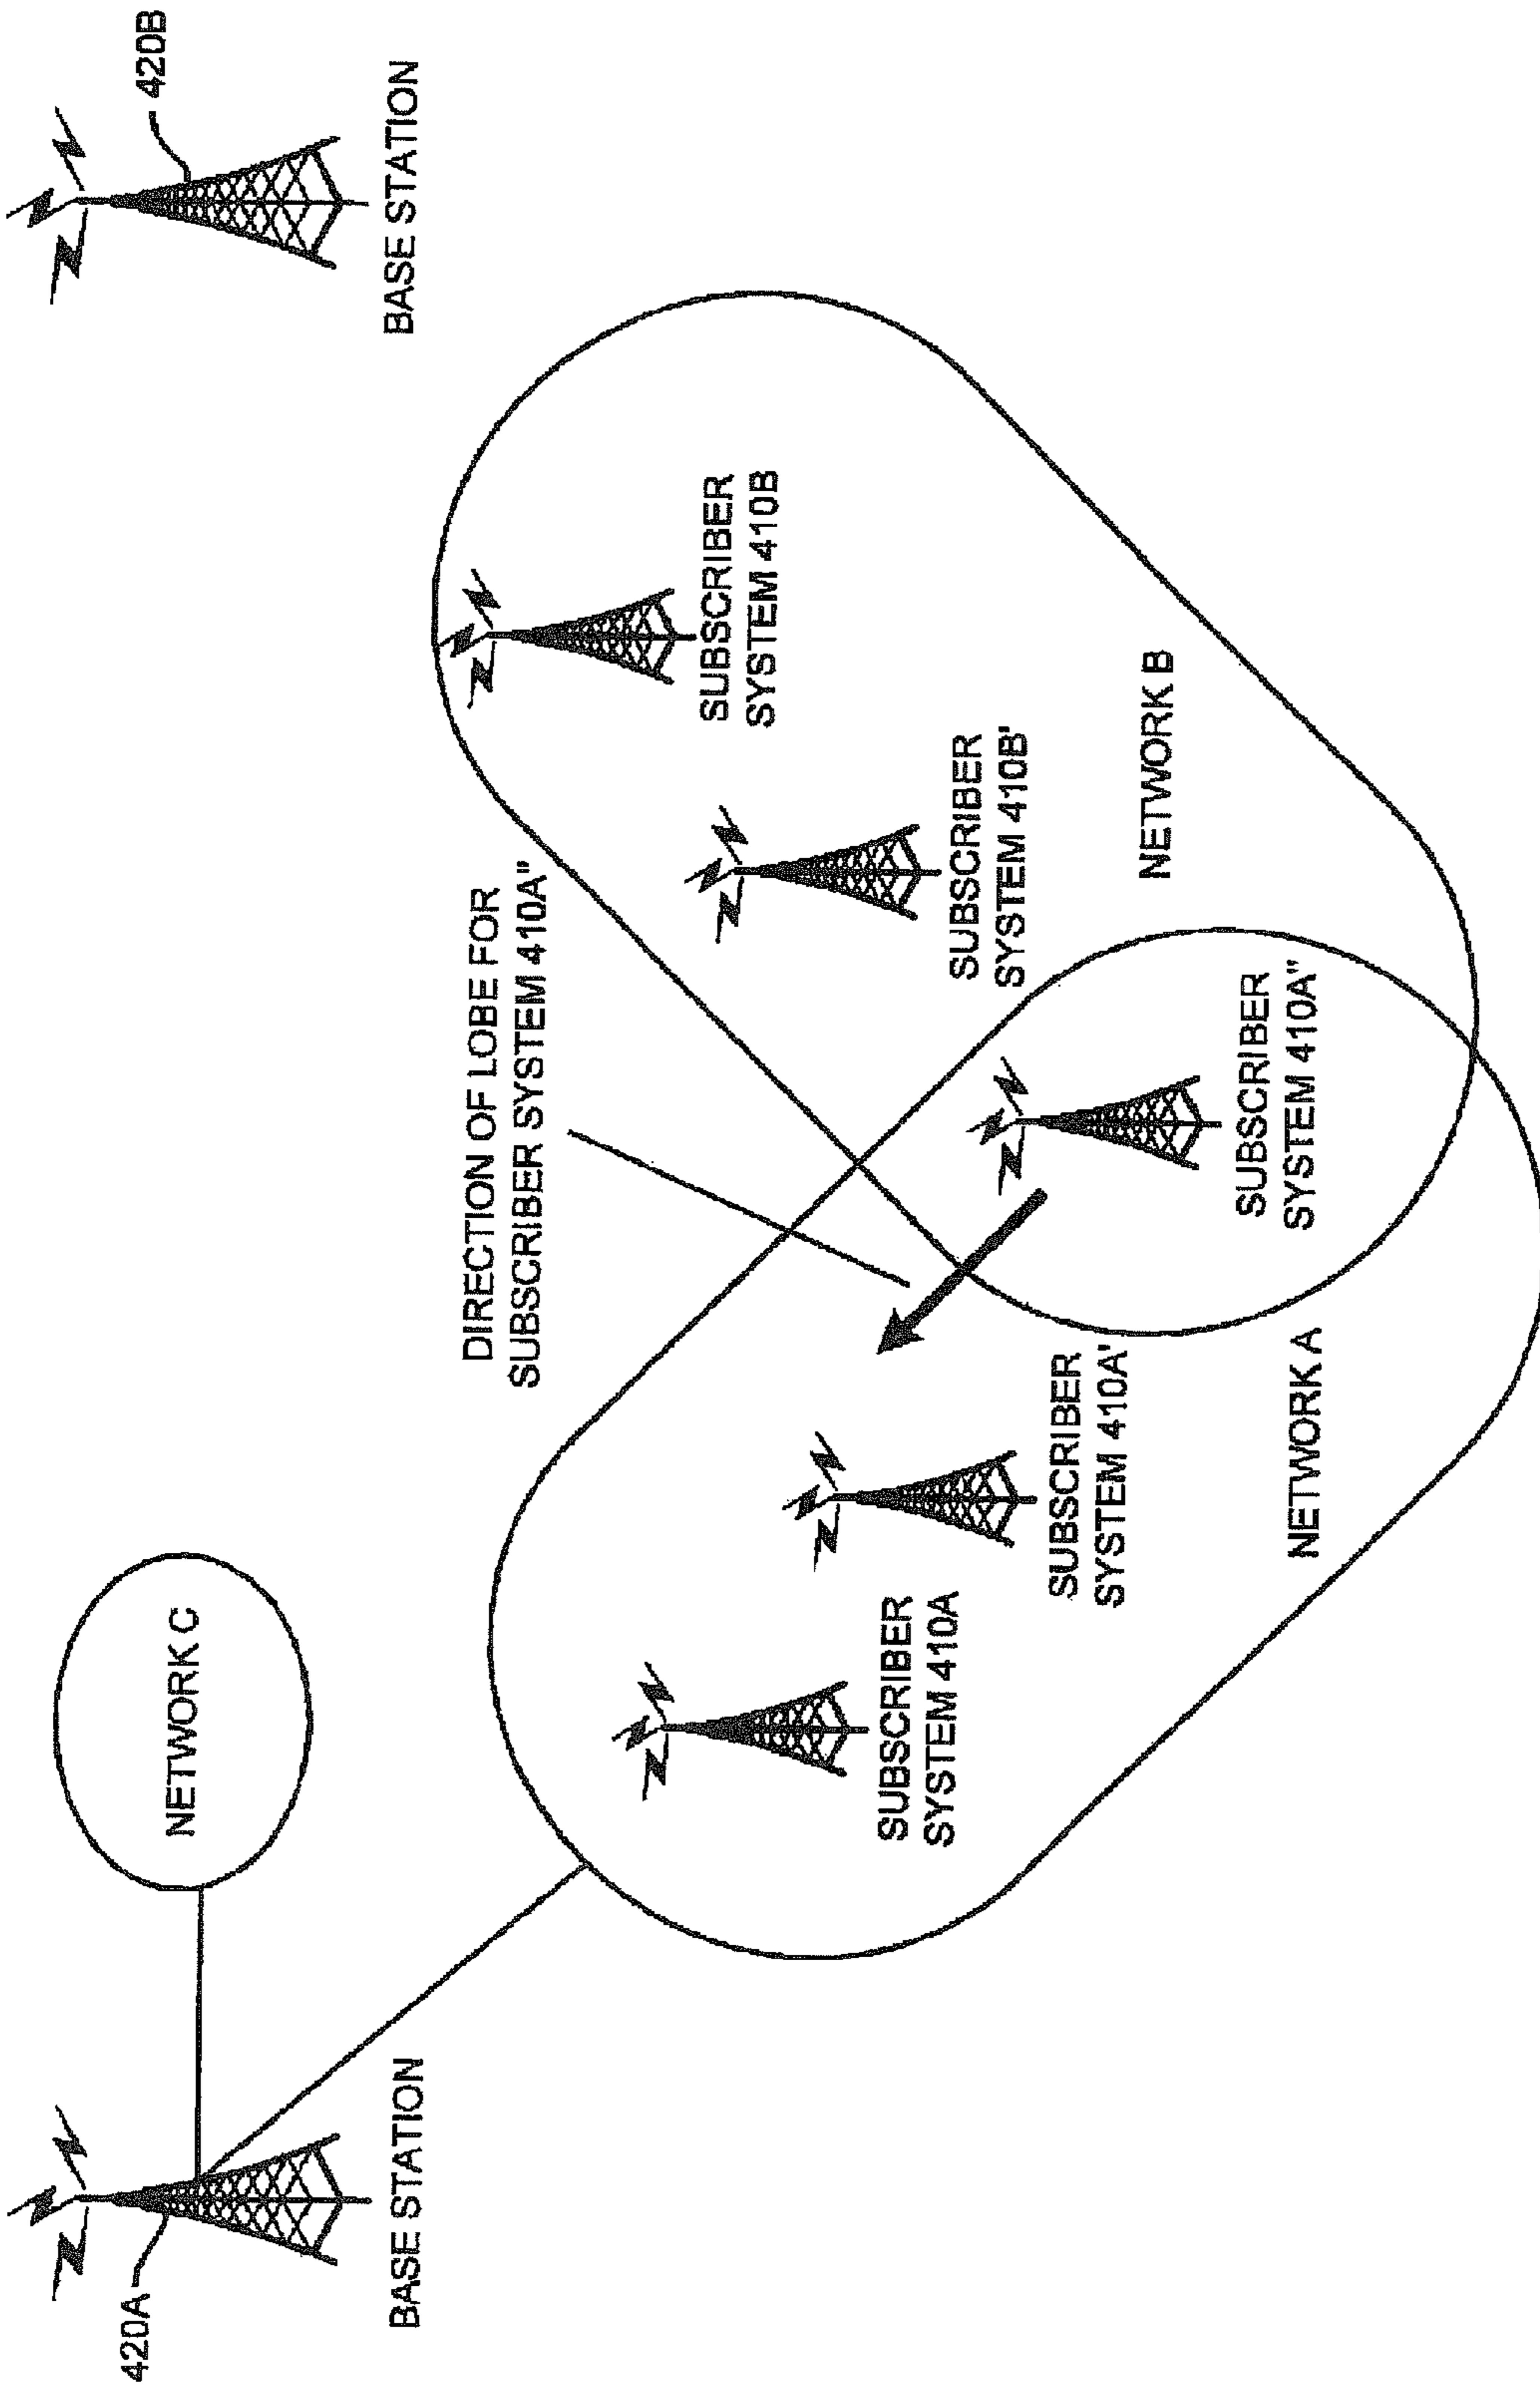 420A
BASE STATION
NETWORK C
420B
BASE STATION
DIRECTION OF LOBE FOR
SUBSCRIBER SYSTEM 410A"
SUBSCRIBER
SYSTEM 410A
SUBSCRIBER
SYSTEM 410A'
SUBSCRIBER
SYSTEM 410A"
SUBSCRIBER
SYSTEM 410B'
SUBSCRIBER
SYSTEM 410B
NETWORK A
NETWORK B